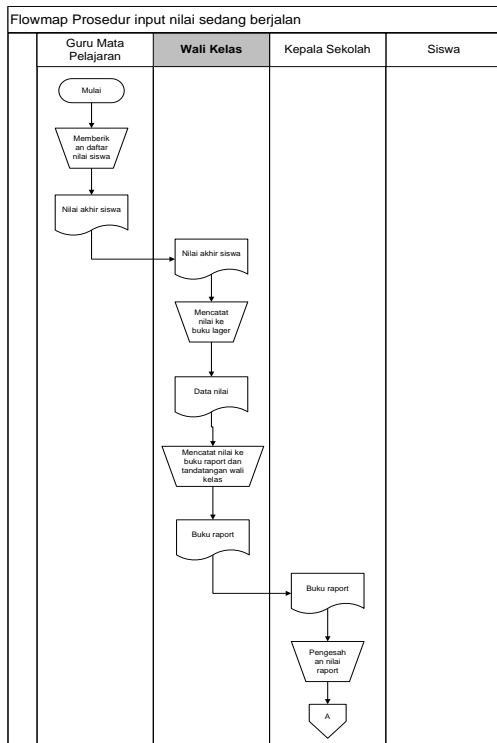 Flowmap Prosedur input nilai sedang berjalan
Guru Mata
Pelajaran
Wali Kelas
Kepala Sekolah
Siswa
Mulai
Memberik
an daftar
nilai siswa
Nilai akhir siswa
Nilai akhir siswa
Mencatat
nilai ke
buku lager
Data nilai
Mencatat nilai ke
buku raport dan
tandatangan wali
kelas
Buku raport
Buku raport
Pengesah
an nilai
raport
A